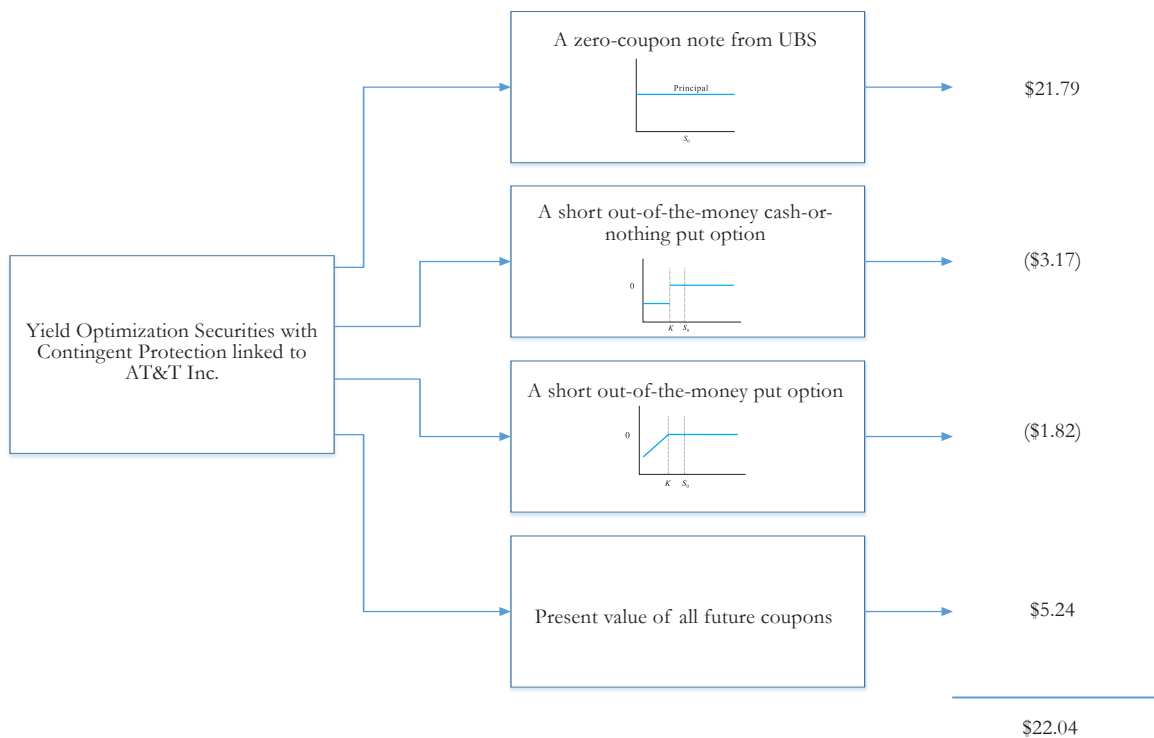 A zero-coupon note from UBS
Principal
S₀
$21.79
A short out-of-the-money cash-or-
nothing put option
0
K S₀
($3.17)
Yield Optimization Securities with
Contingent Protection linked to
AT&T Inc.
A short out-of-the-money put option
0
K S₀
($1.82)
Present value of all future coupons
$5.24
$22.04